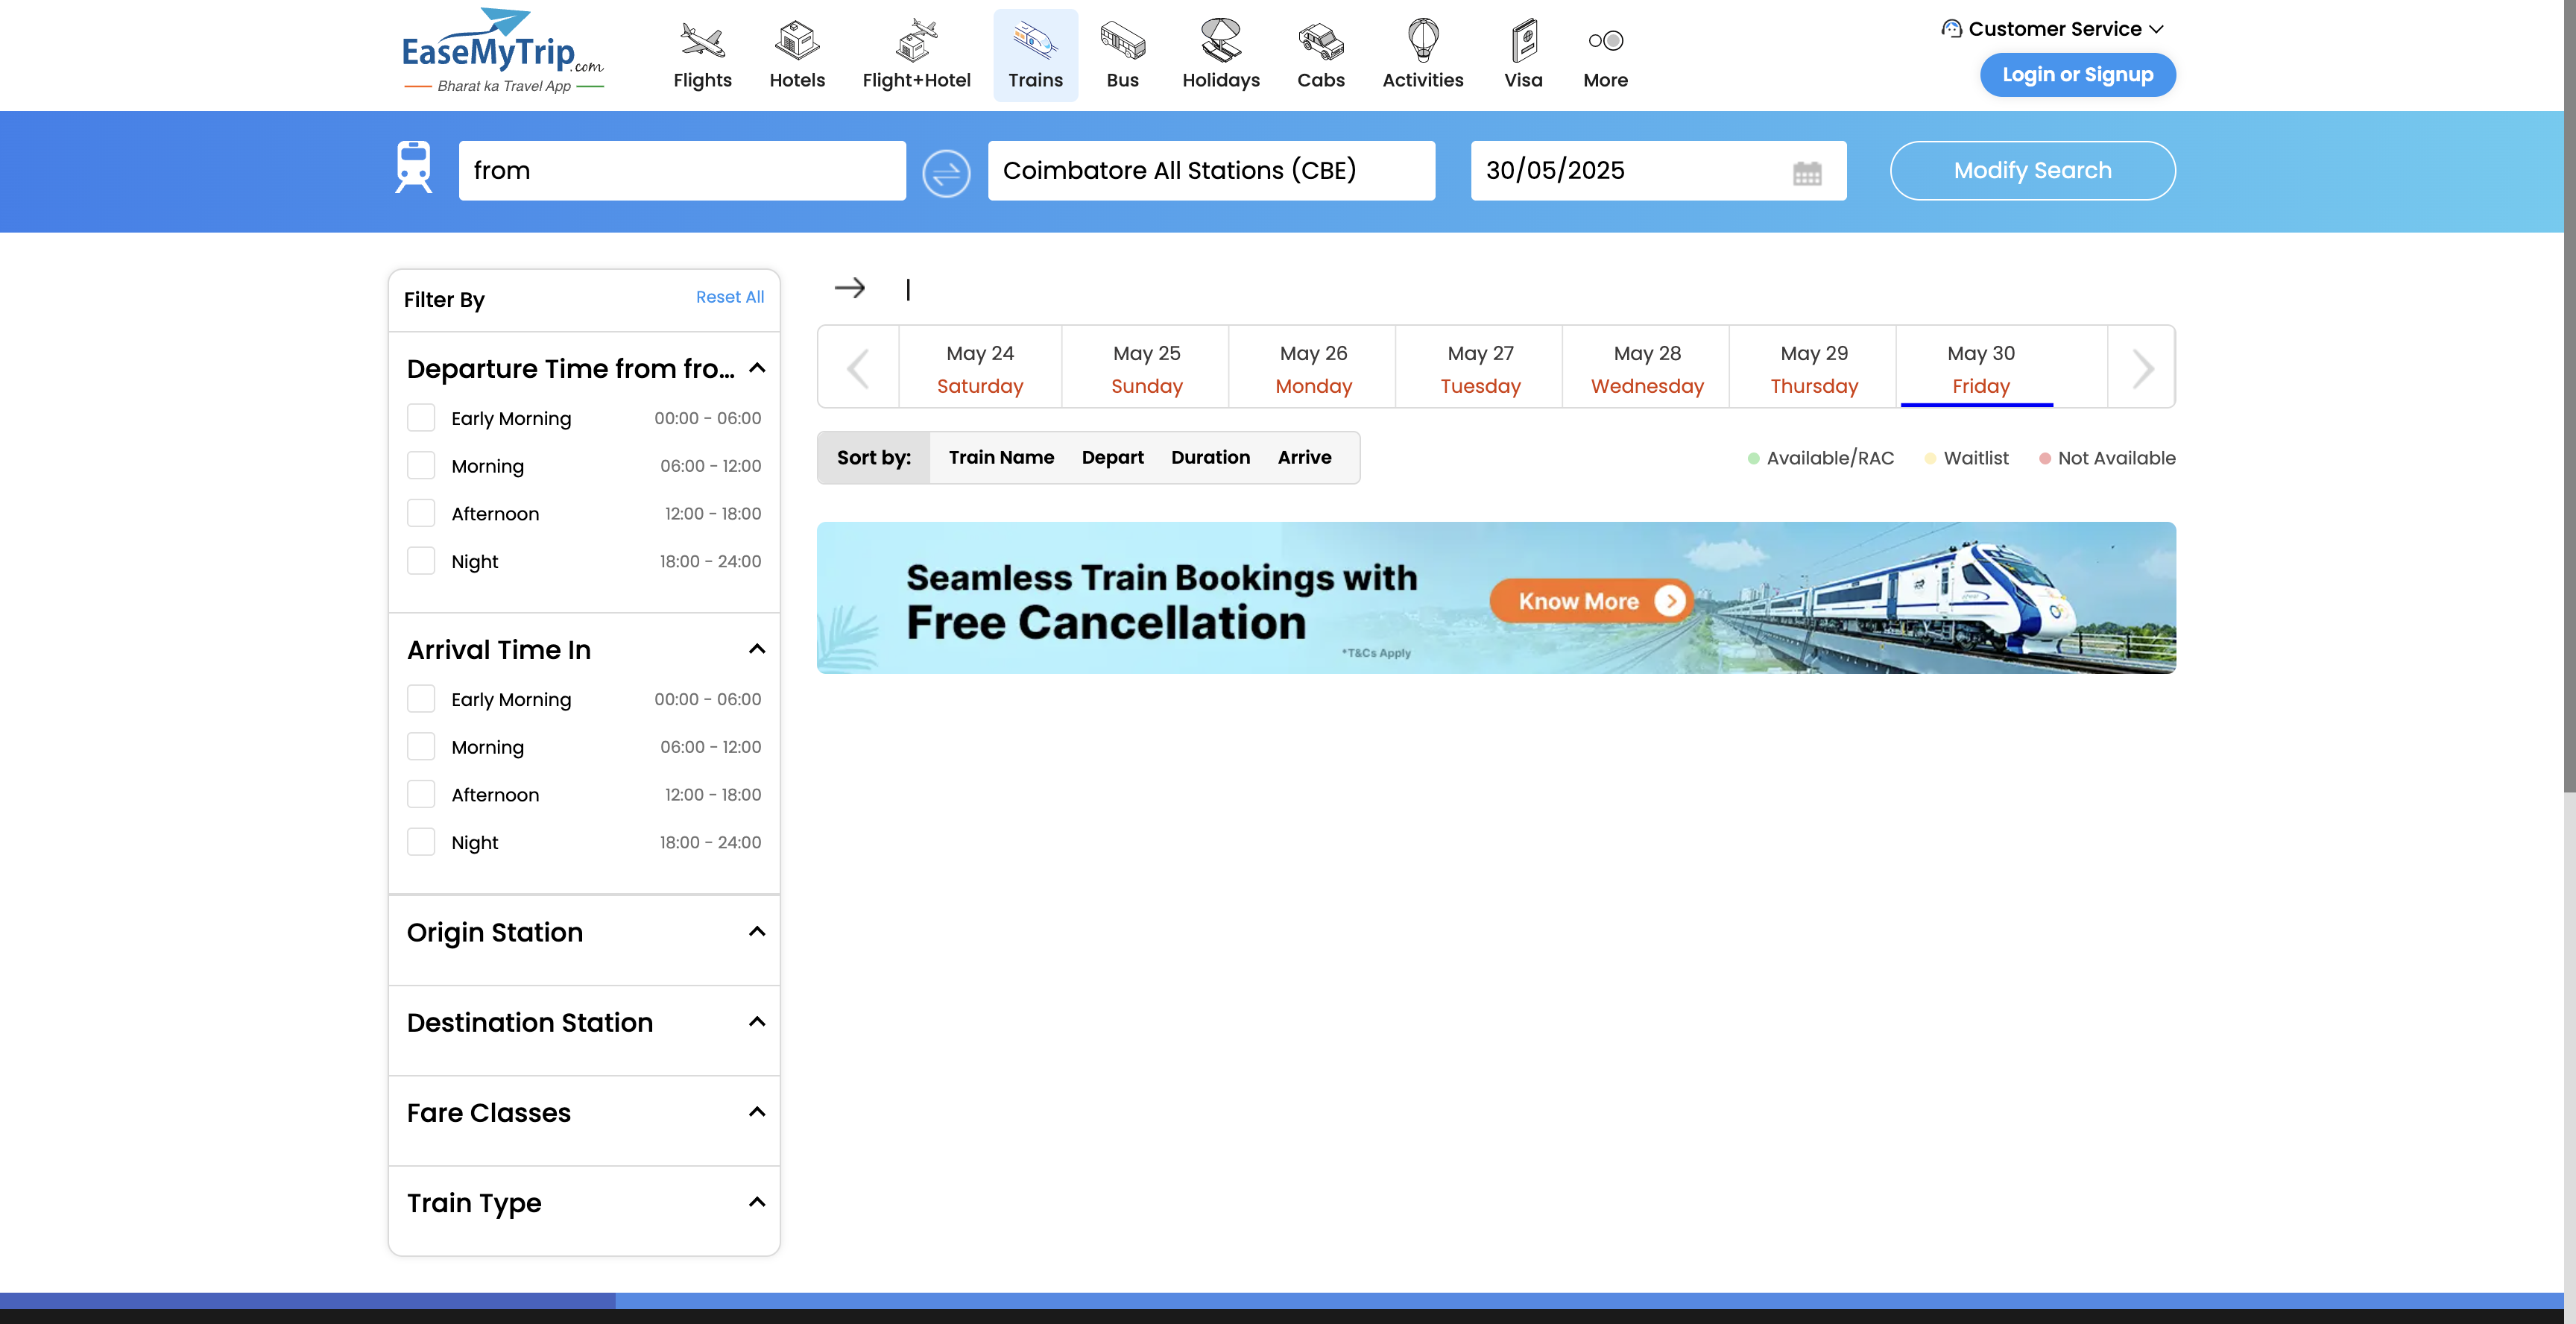 EaseMyTrip.com
Bharat ka Travel App
Flights
Hotels
Flight+Hotel
Trains
Bus
Holidays
Cabs
Activities
Visa
More
Customer Service
Login or Signup
from
Coimbatore All Stations (CBE)
30/05/2025
Modify Search
Filter By
Reset All
Departure Time from fro...
Early Morning 00:00 - 06:00
Morning 06:00 - 12:00
Afternoon 12:00 - 18:00
Night 18:00 - 24:00
Arrival Time In
Early Morning 00:00 - 06:00
Morning 06:00 - 12:00
Afternoon 12:00 - 18:00
Night 18:00 - 24:00
Origin Station
Destination Station
Fare Classes
Train Type
→ |
May 24 May 25 May 26 May 27 May 28 May 29 May 30
Saturday Sunday Monday Tuesday Wednesday Thursday Friday
Sort by: Train Name Depart Duration Arrive
Available/RAC Waitlist Not Available
Seamless Train Bookings with
Free Cancellation
*T&Cs Apply
Know More